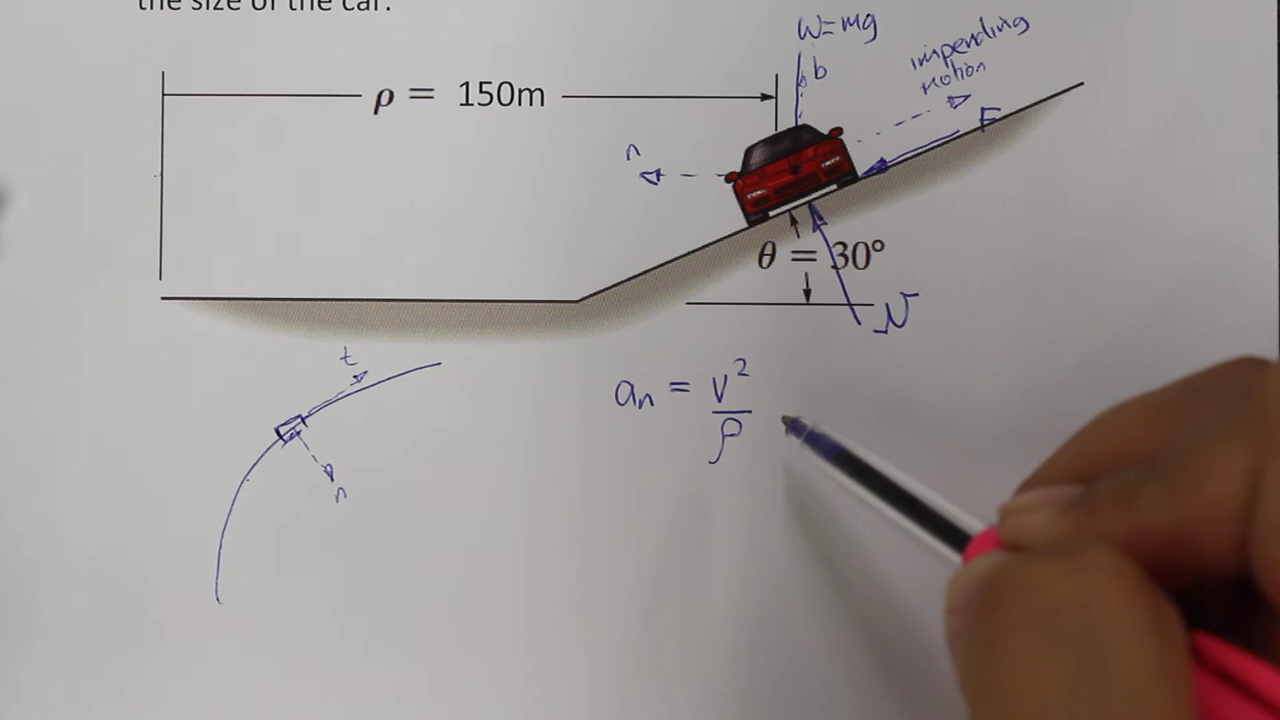 the size of the car.
W=mg
b
impending
motion
ρ = 150m
F
n
θ = 30°
N
t
n
aₙ = v²/ρ